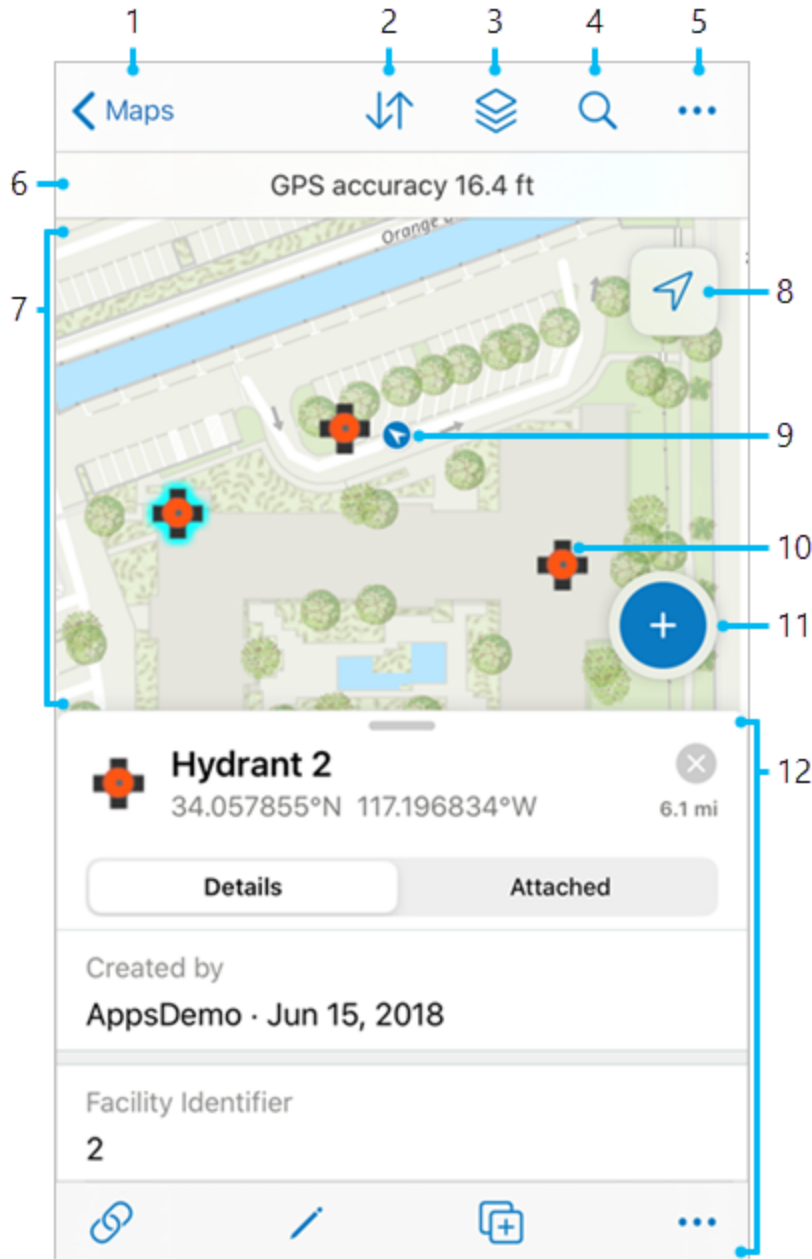 1 2 3 4 5
Maps
6
GPS accuracy 16.4 ft
Orange
7
8
9
10
11
12
Hydrant 2
34.057855°N 117.196834°W
6.1 mi
Details Attached
Created by
AppsDemo · Jun 15, 2018
Facility Identifier
2